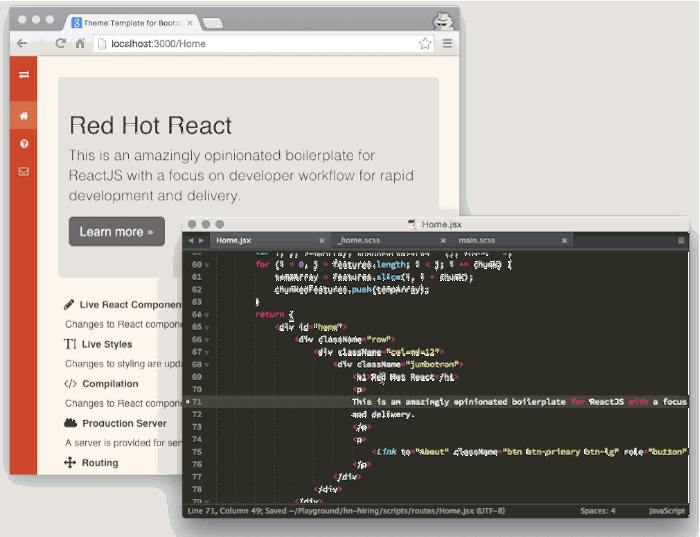 Theme Template for Boots
localhost:3000/Home
Red Hot React
This is an amazingly opinionated boilerplate for
ReactJS with a focus on developer workflow for rapid
development and delivery.
Learn more »
Live React Component
Changes to React compone
Live Styles
Changes to styling are upda
</> Compilation
Changes to React compone
Production Server
A server is provided for ser
Routing
Home.jsx
Home.jsx
_home.scss
main.scss
60 for
features.length;
61 tempArray = features.slice(i, i + chunk);
62 chunkedFeatures.push(tempArray);
63 }
64 return (
65 <div id="home">
66 <div className="row">
67 <div className="col-md-12">
68 <div className="jumbotron">
69 <h1>Red Hot React</h1>
70 <p>
71 This is an amazingly opinionated boilerplate for ReactJS with a focus
72 and delivery.
73 </p>
74 <p>
75 <Link to="About" className="btn btn-primary btn-lg" role="button"
76 </p>
77 </div>
78 </div>
79 </div>
Line 71, Column 49; Saved ~/Playground/hn-hiring/scripts/routes/Home.jsx (UTF-8)
Spaces: 4
JavaScript